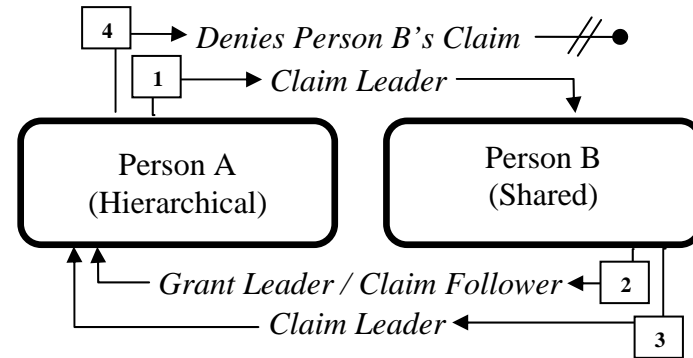 4
Denies Person B's Claim
1
Claim Leader
Person A
(Hierarchical)
Person B
(Shared)
Grant Leader / Claim Follower
2
Claim Leader
3